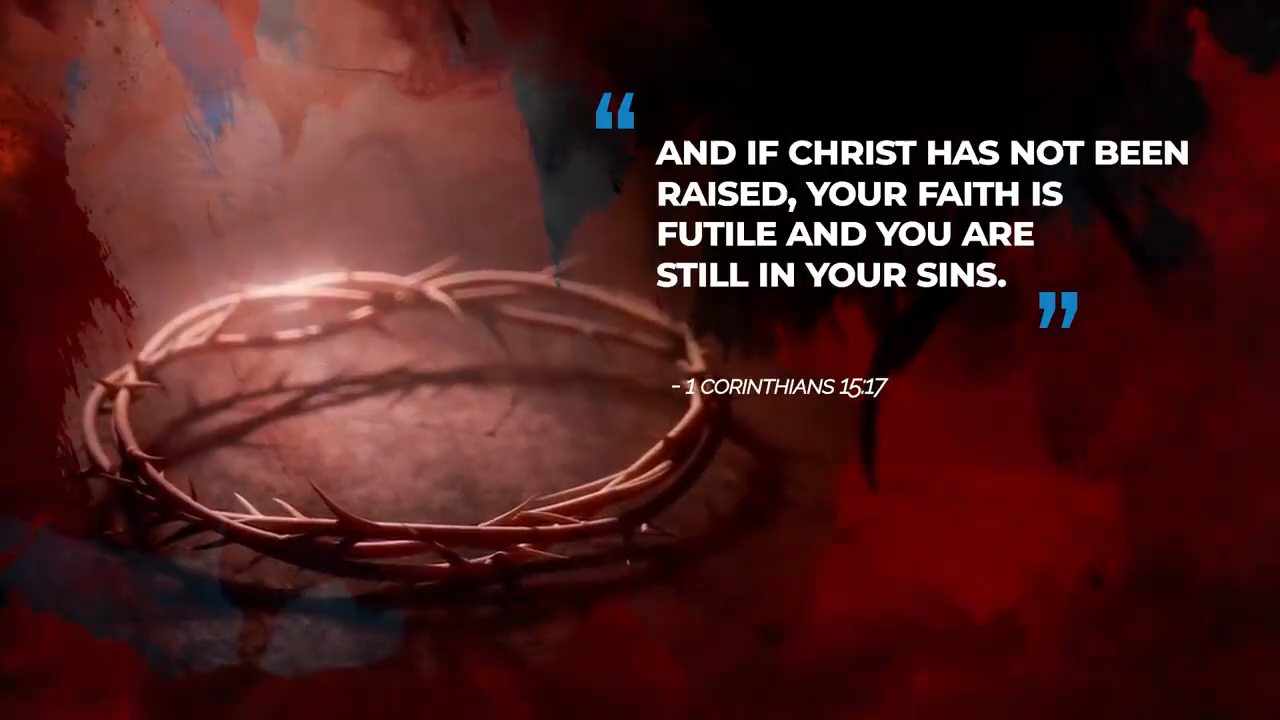 “
AND IF CHRIST HAS NOT BEEN
RAISED, YOUR FAITH IS
FUTILE AND YOU ARE
STILL IN YOUR SINS.
”
- 1 CORINTHIANS 15:17